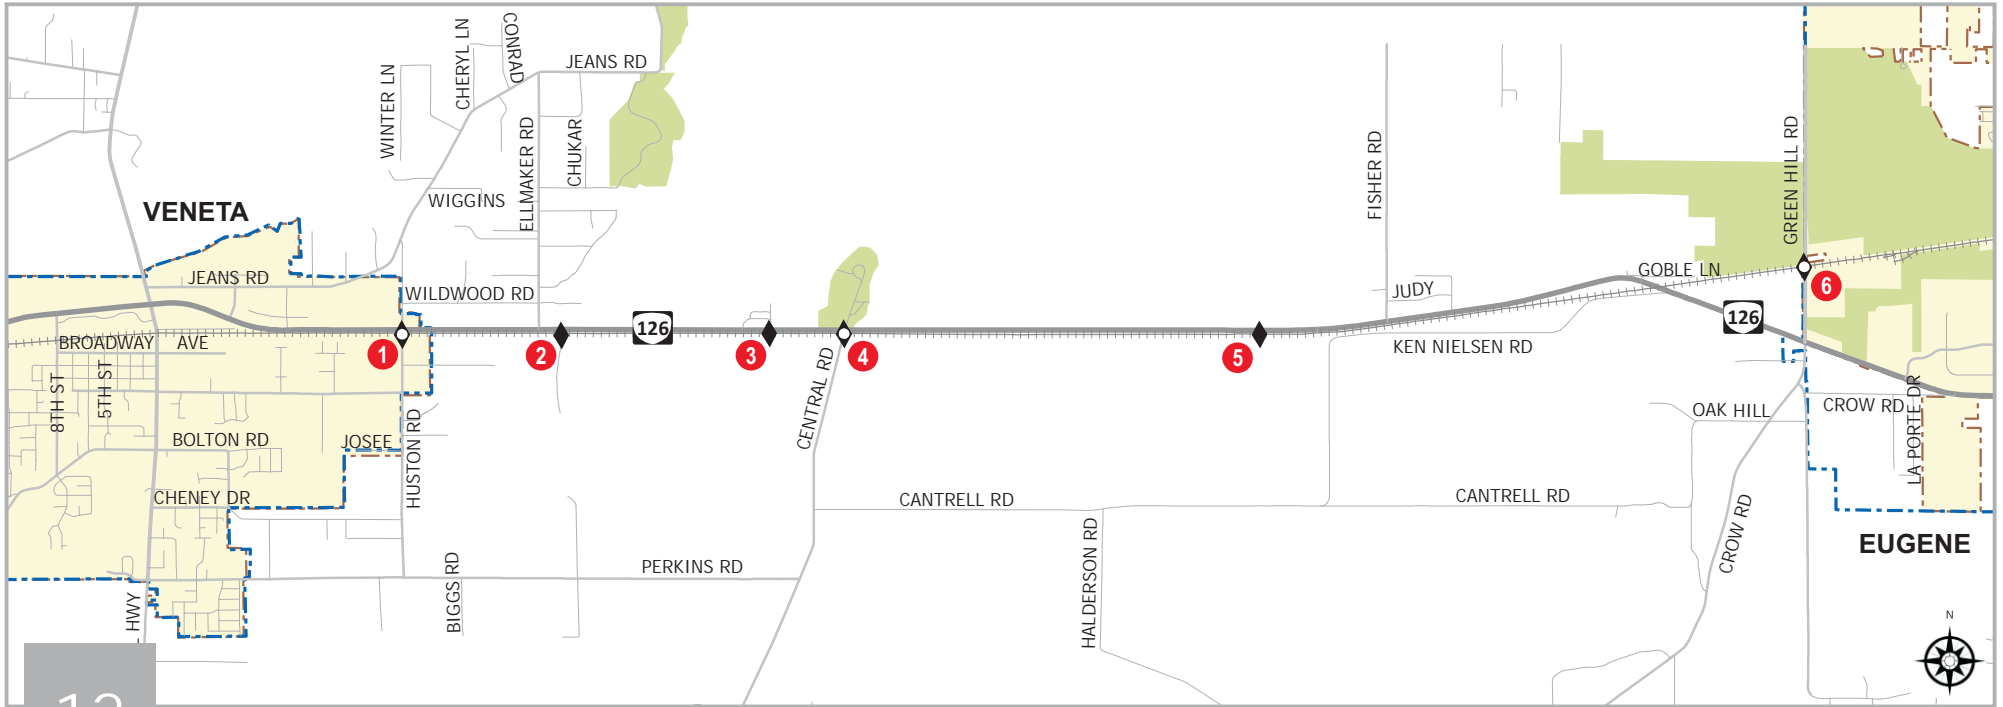 CONRAD
CHERYL LN
JEANS RD
WINTER LN
ELLMAKER RD
CHUKAR
FISHER RD
GREEN HILL RD
WIGGINS
VENETA
JEANS RD
WILDWOOD RD
GOBLE LN
JUDY
6
126
126
BROADWAY AVE
1
2
3
4
5
KEN NIELSEN RD
8TH ST
5TH ST
CENTRAL RD
LA PORTE DR
CROW RD
OAK HILL
BOLTON RD
JOSEE
HUSTON RD
CHENEY DR
CANTRELL RD
CANTRELL RD
CROW RD
EUGENE
HALDERSON RD
PERKINS RD
BIGGS RD
HWY
N
12